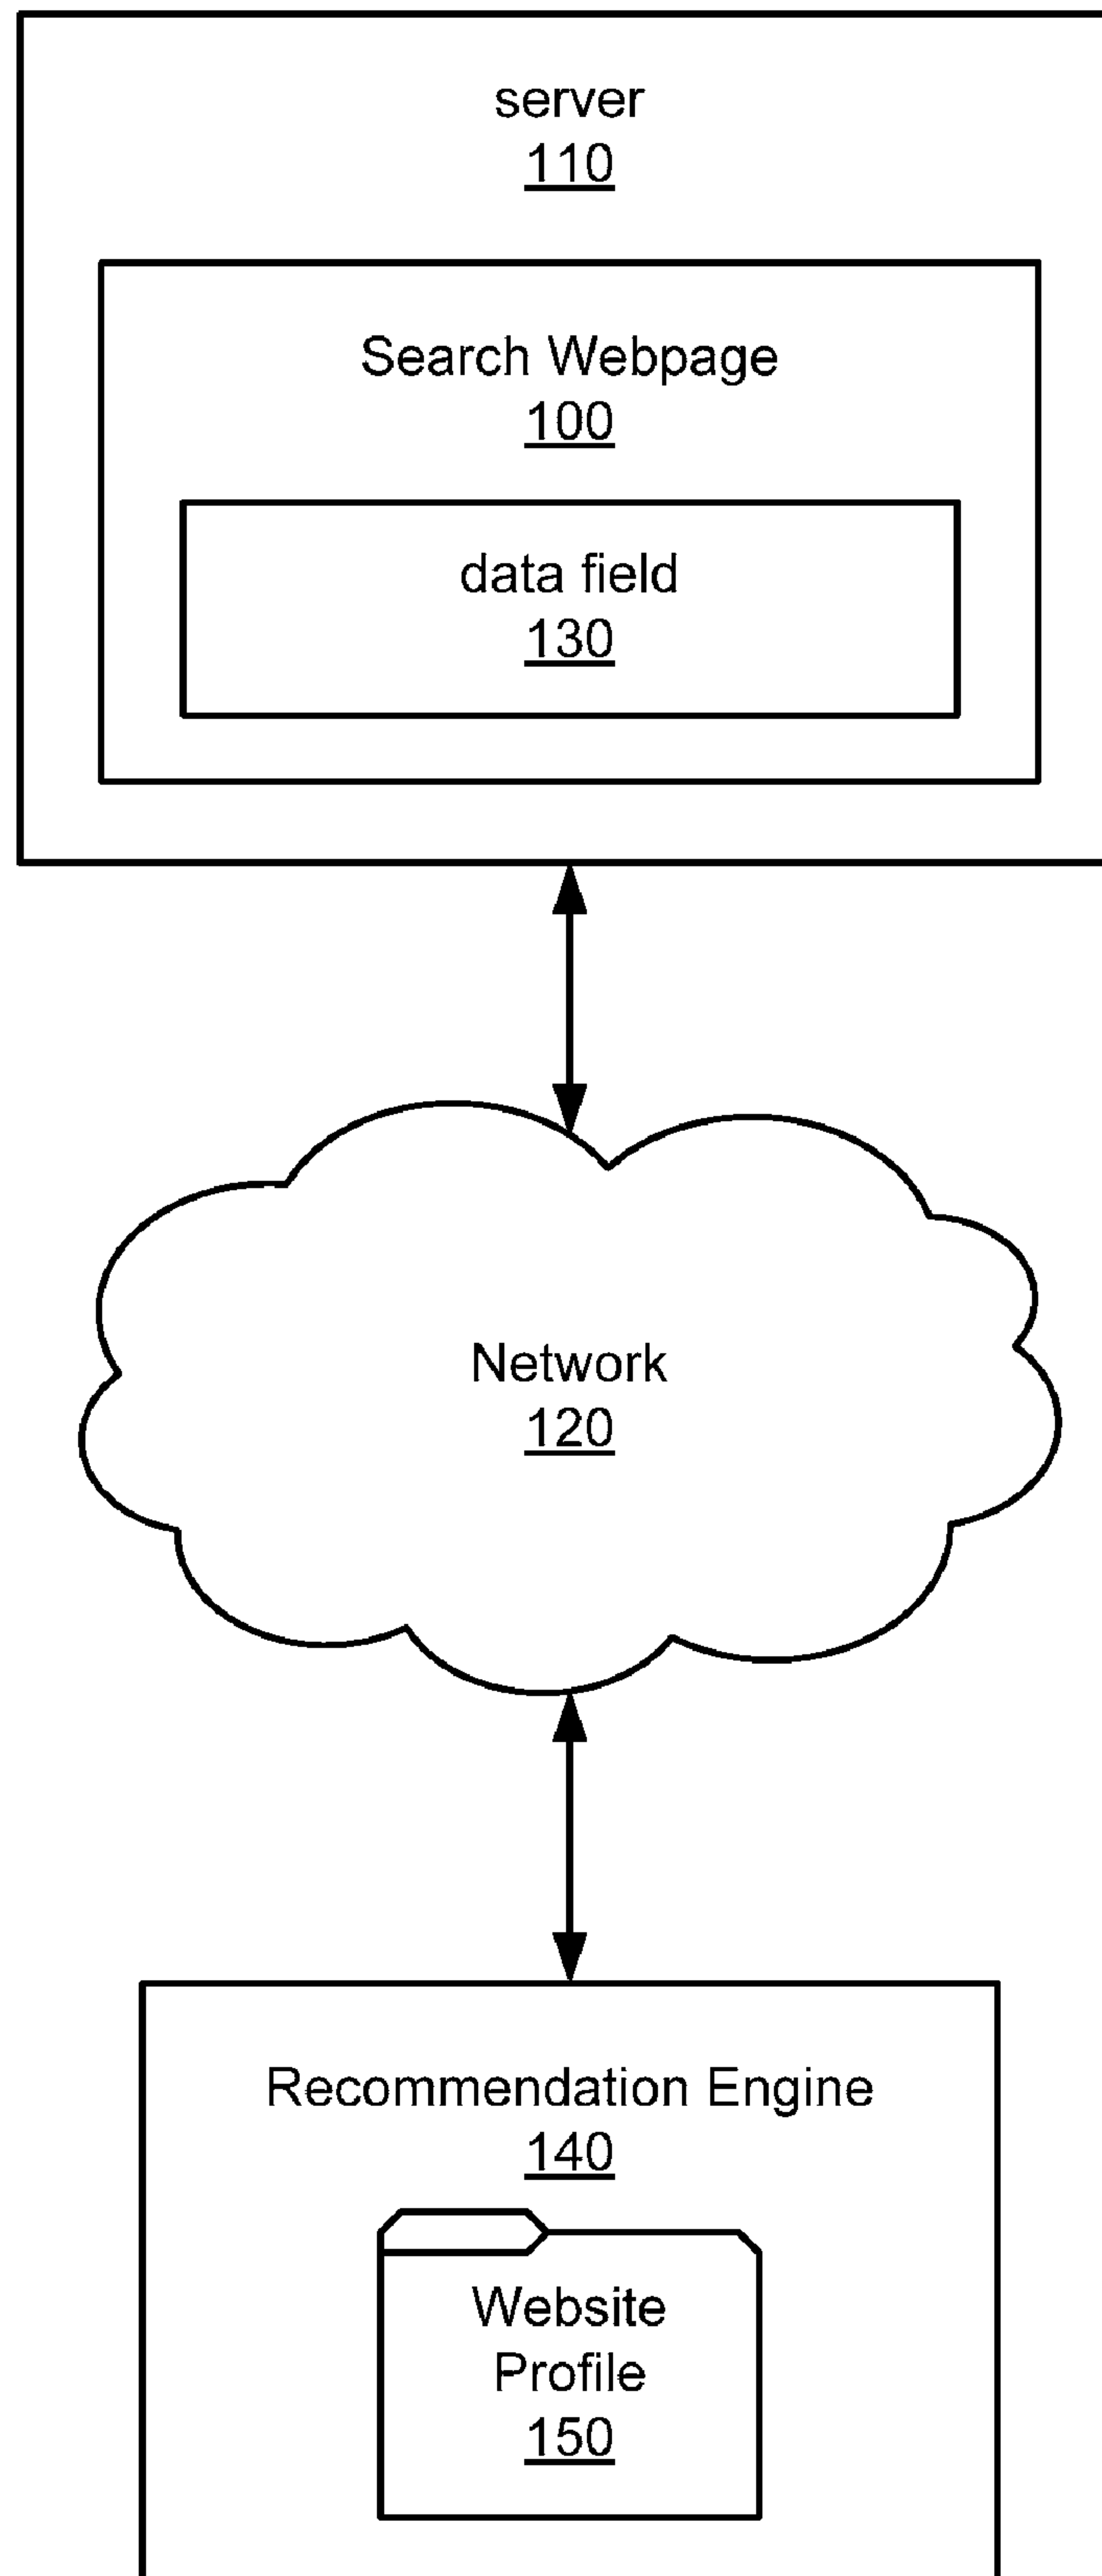 server
110
Search Webpage
100
data field
130
Network
120
Recommendation Engine
140
Website
Profile
150